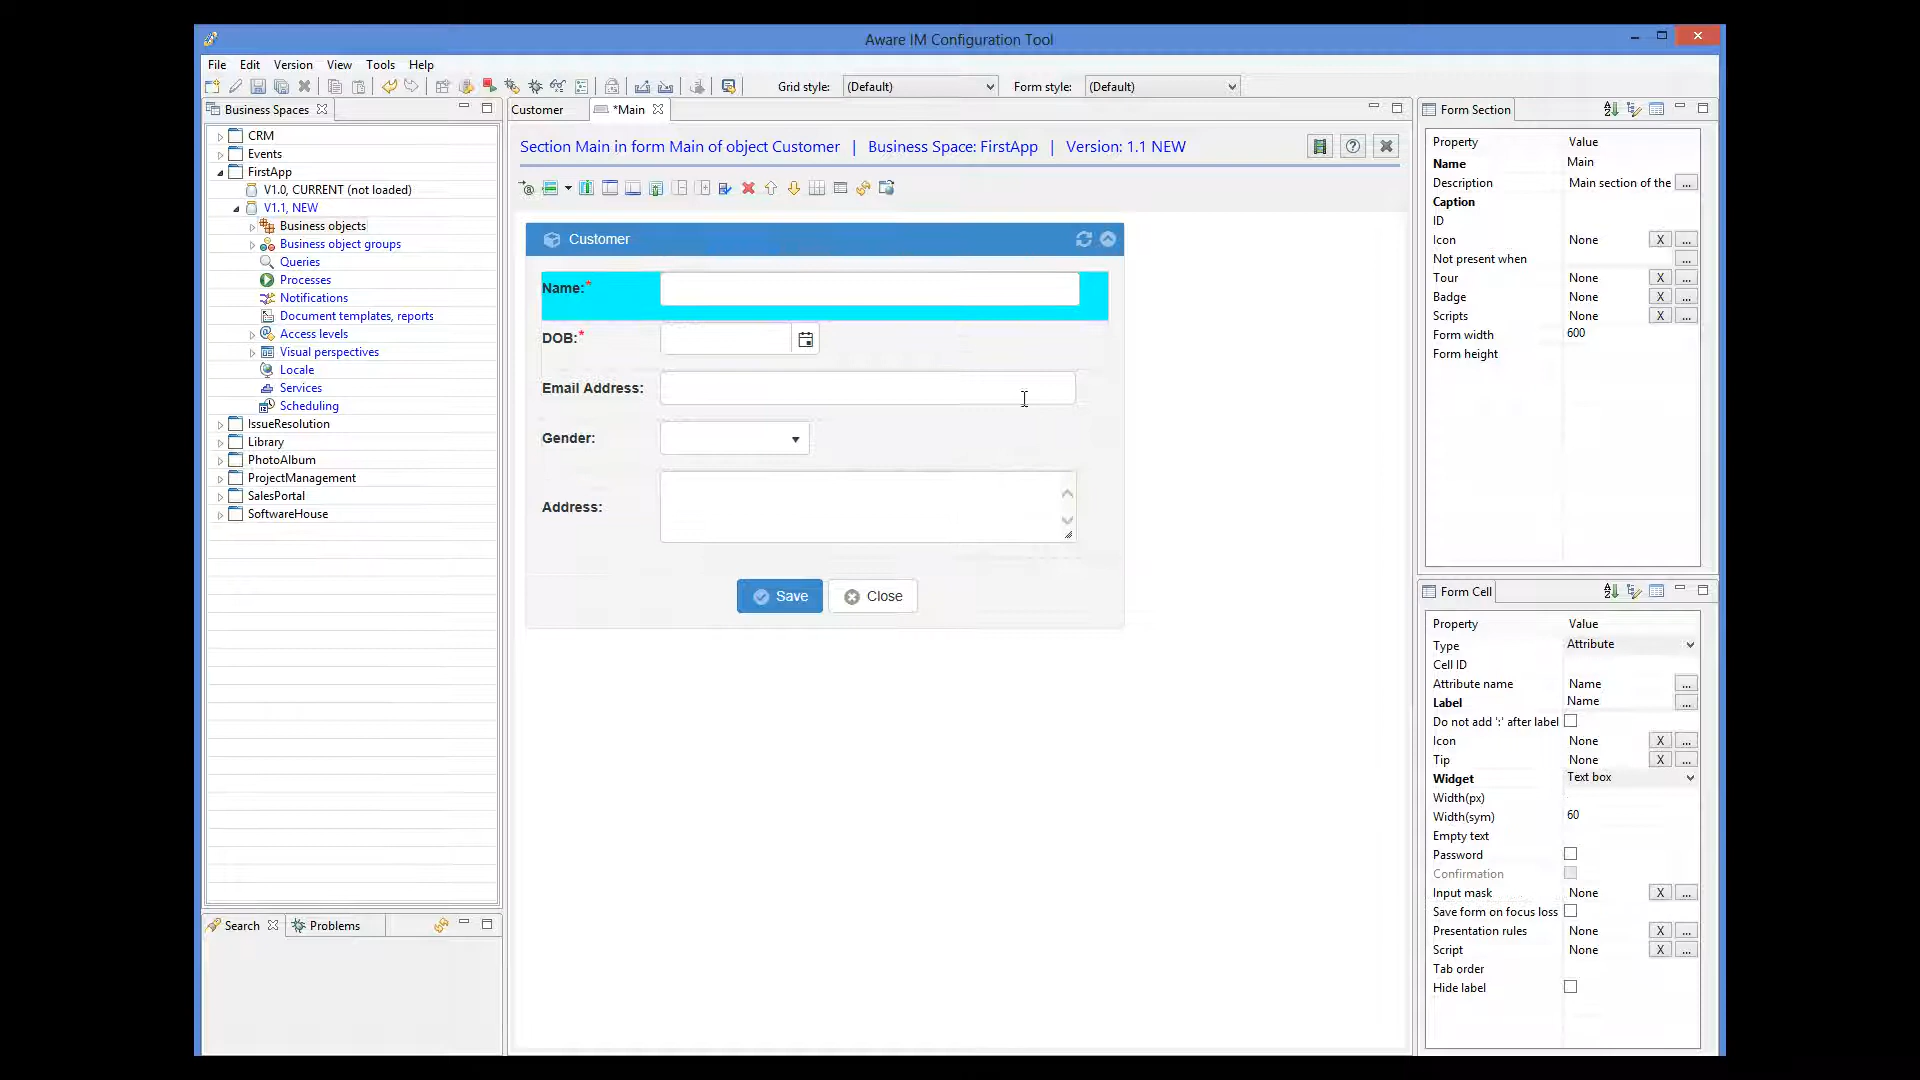 Aware IM Configuration Tool
File Edit Version View Tools Help
Grid style: (Default) Form style: (Default)
Business Spaces
CRM
Events
FirstApp
V1.0, CURRENT (not loaded)
V1.1, NEW
Business objects
Business object groups
Queries
Processes
Notifications
Document templates, reports
Access levels
Visual perspectives
Locale
Services
Scheduling
IssueResolution
Library
PhotoAlbum
ProjectManagement
SalesPortal
SoftwareHouse
Search Problems
Customer *Main
Section Main in form Main of object Customer | Business Space: FirstApp | Version: 1.1 NEW
Customer
Name:*
DOB:*
Email Address:
Gender:
Address:
Save Close
Form Section
Property Value
Name Main
Description Main section of the ...
Caption
ID
Icon None X ...
Not present when ...
Tour None X ...
Badge None X ...
Scripts None X ...
Form width 600
Form height
Form Cell
Property Value
Type Attribute
Cell ID
Attribute name Name ...
Label Name ...
Do not add ':' after label
Icon None X ...
Tip None X ...
Widget Text box
Width(px)
Width(sym) 60
Empty text
Password
Confirmation
Input mask None X ...
Save form on focus loss
Presentation rules None X ...
Script None X ...
Tab order
Hide label